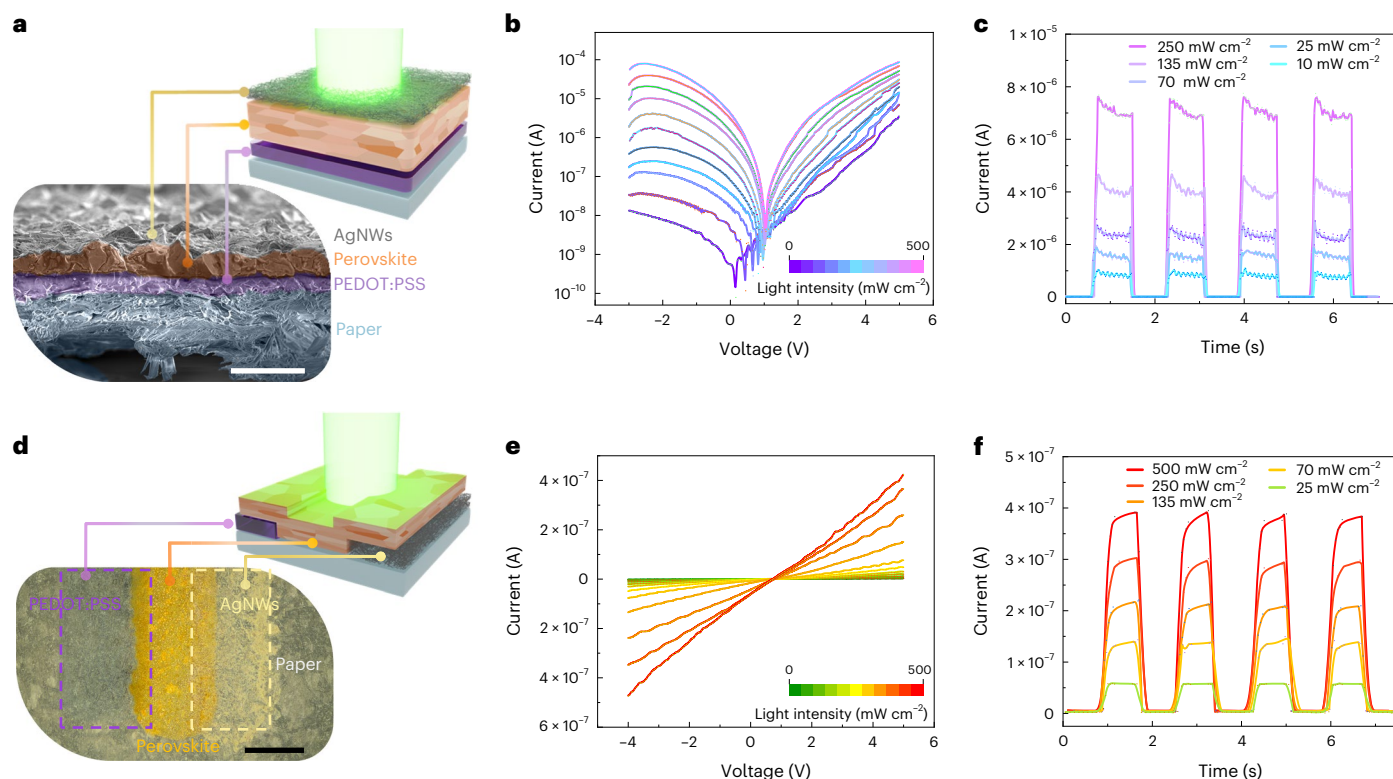 a
AgNWs
Perovskite
PEDOT:PSS
Paper
b
Current (A)
10⁻⁴
10⁻⁵
10⁻⁶
10⁻⁷
10⁻⁸
10⁻⁹
10⁻¹⁰
0 500
Light intensity (mW cm⁻²)
−4 −2 0 2 4 6
Voltage (V)
c
Current (A)
1 × 10⁻⁵
8 × 10⁻⁶
6 × 10⁻⁶
4 × 10⁻⁶
2 × 10⁻⁶
0
250 mW cm⁻² 25 mW cm⁻²
135 mW cm⁻² 10 mW cm⁻²
70 mW cm⁻²
0 2 4 6
Time (s)
d
PEDOT:PSS
AgNWs
Paper
Perovskite
e
Current (A)
4 × 10⁻⁷
2 × 10⁻⁷
0
2 × 10⁻⁷
4 × 10⁻⁷
6 × 10⁻⁷
0 500
Light intensity (mW cm⁻²)
−4 −2 0 2 4 6
Voltage (V)
f
Current (A)
5 × 10⁻⁷
4 × 10⁻⁷
3 × 10⁻⁷
2 × 10⁻⁷
1 × 10⁻⁷
0
500 mW cm⁻² 70 mW cm⁻²
250 mW cm⁻² 25 mW cm⁻²
135 mW cm⁻²
0 2 4 6
Time (s)